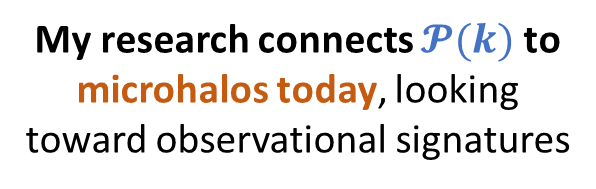 My research connects 𝒫(k) to
microhalos today, looking
toward observational signatures